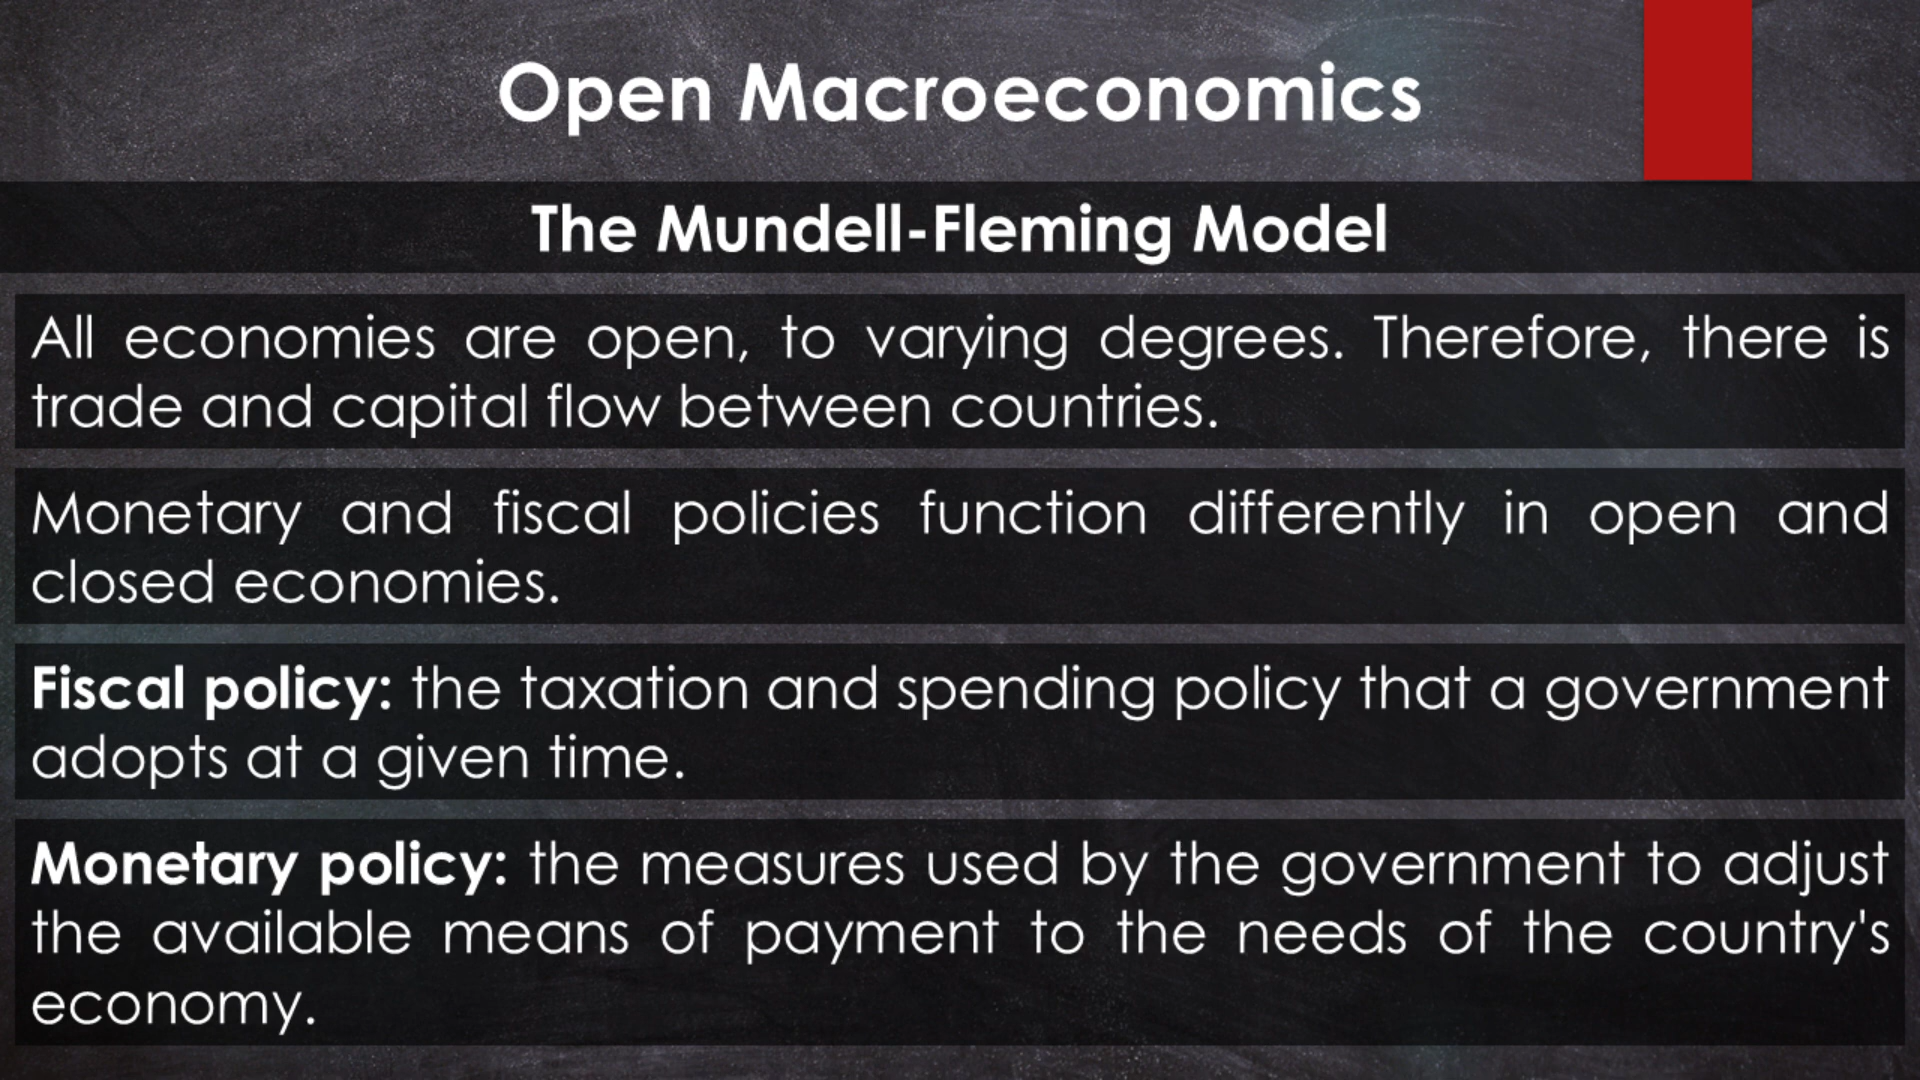 Open Macroeconomics
The Mundell-Fleming Model
All economies are open, to varying degrees. Therefore, there is
trade and capital flow between countries.
Monetary and fiscal policies function differently in open and
closed economies.
Fiscal policy: the taxation and spending policy that a government
adopts at a given time.
Monetary policy: the measures used by the government to adjust
the available means of payment to the needs of the country's
economy.